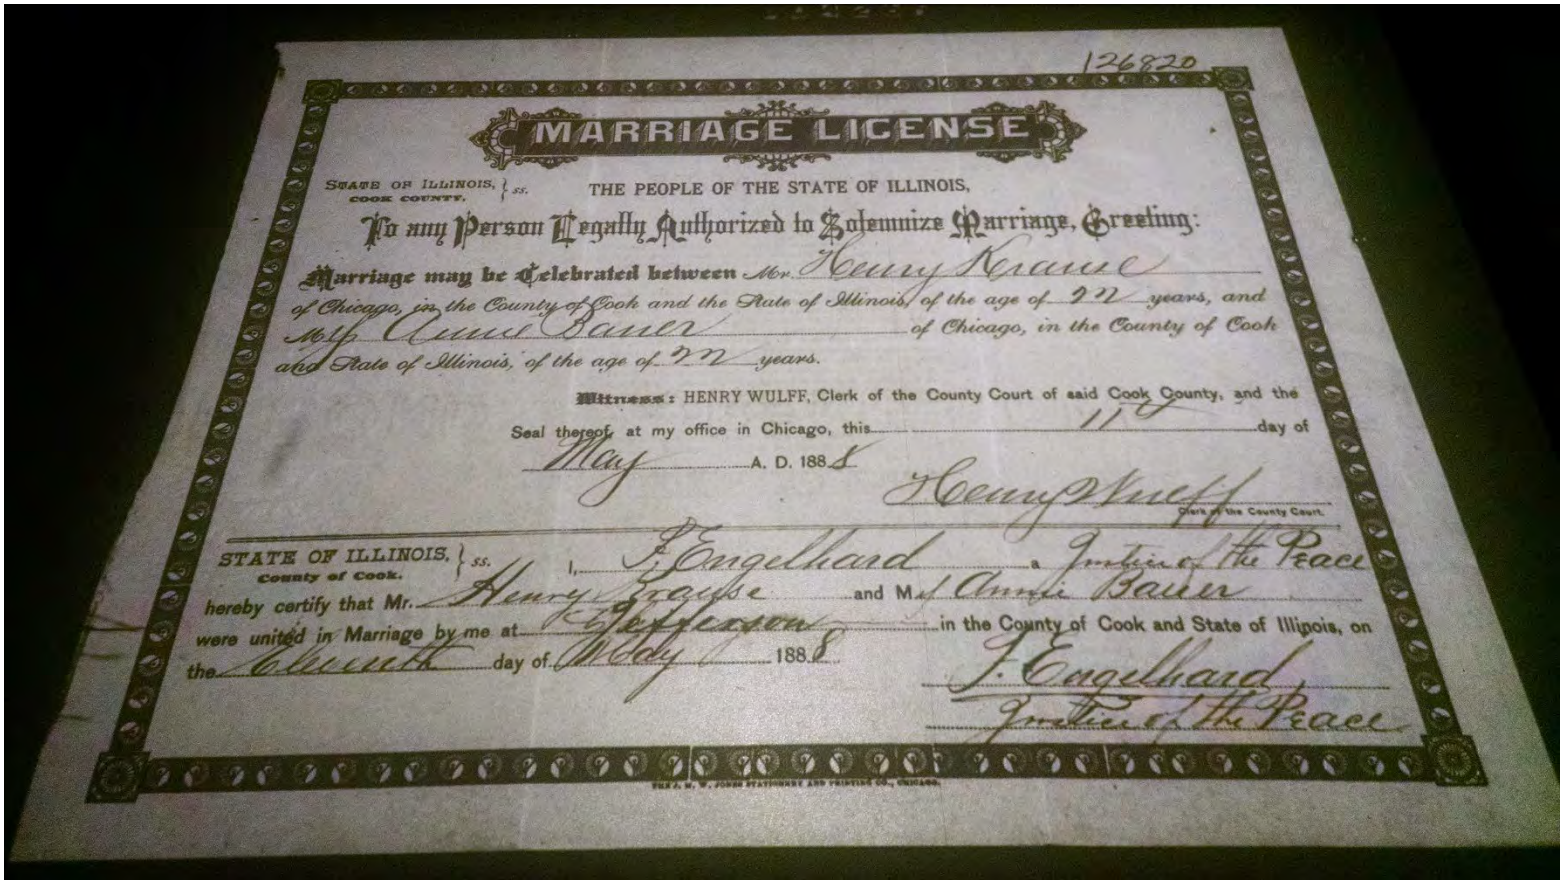 126820
MARRIAGE LICENSE
STATE OF ILLINOIS, } ss. THE PEOPLE OF THE STATE OF ILLINOIS,
COOK COUNTY.
To any Person Legally Authorized to Solemnize Marriage, Greeting:
Marriage may be Celebrated between Mr. Henry Krause
of Chicago, in the County of Cook and the State of Illinois, of the age of years, and
Annie Bauer of Chicago, in the County of Cook
and State of Illinois, of the age of years.
Witness: HENRY WULFF, Clerk of the County Court of said Cook County, and the
Seal thereof, at my office in Chicago, this 11th day of
May A. D. 1888
Henry Wulff
Clerk of the County Court.
STATE OF ILLINOIS, } ss. I, F. Engelhard a Justice of the Peace
County of Cook.
hereby certify that Mr. Henry Krause and M Annie Bauer
were united in Marriage by me at Jefferson in the County of Cook and State of Illinois, on
the Eleventh day of May 1888
F. Engelhard
Justice of the Peace
THE J. M. W. JONES STATIONERY AND PRINTING CO., CHICAGO.